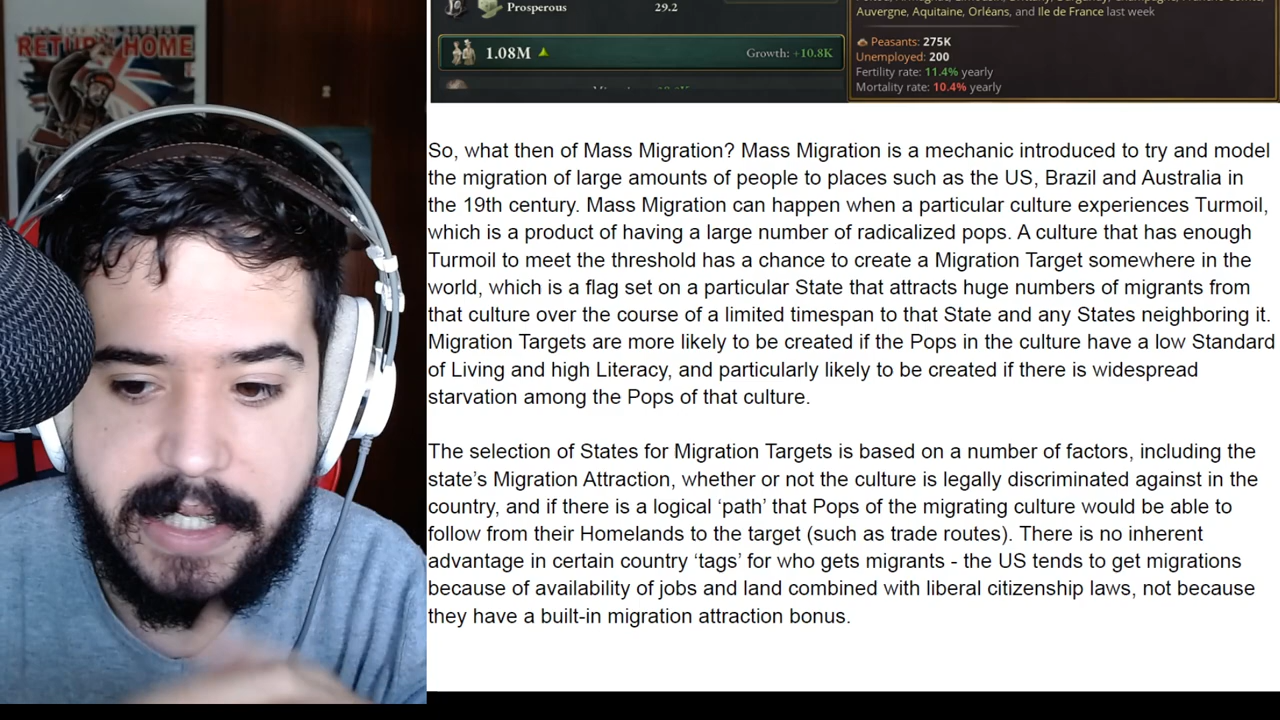 RETURN HOME
Prosperous 29.2
1.08M Growth: +10.8K
Auvergne, Aquitaine, Orléans, and Ile de France last week
Peasants: 275K
Unemployed: 200
Fertility rate: 11.4% yearly
Mortality rate: 10.4% yearly
So, what then of Mass Migration? Mass Migration is a mechanic introduced to try and model
the migration of large amounts of people to places such as the US, Brazil and Australia in
the 19th century. Mass Migration can happen when a particular culture experiences Turmoil,
which is a product of having a large number of radicalized pops. A culture that has enough
Turmoil to meet the threshold has a chance to create a Migration Target somewhere in the
world, which is a flag set on a particular State that attracts huge numbers of migrants from
that culture over the course of a limited timespan to that State and any States neighboring it.
Migration Targets are more likely to be created if the Pops in the culture have a low Standard
of Living and high Literacy, and particularly likely to be created if there is widespread
starvation among the Pops of that culture.
The selection of States for Migration Targets is based on a number of factors, including the
state's Migration Attraction, whether or not the culture is legally discriminated against in the
country, and if there is a logical ‘path’ that Pops of the migrating culture would be able to
follow from their Homelands to the target (such as trade routes). There is no inherent
advantage in certain country ‘tags’ for who gets migrants - the US tends to get migrations
because of availability of jobs and land combined with liberal citizenship laws, not because
they have a built-in migration attraction bonus.